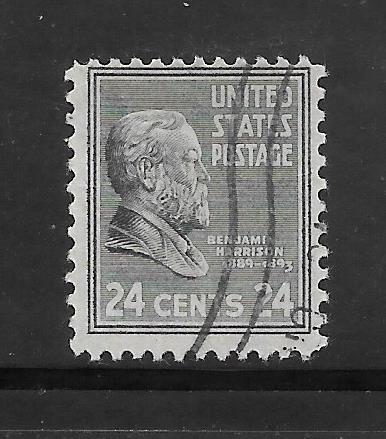 UNITED
STATES
POSTAGE
BENJAMIN
HARRISON
1889-1893
24 CENTS 24